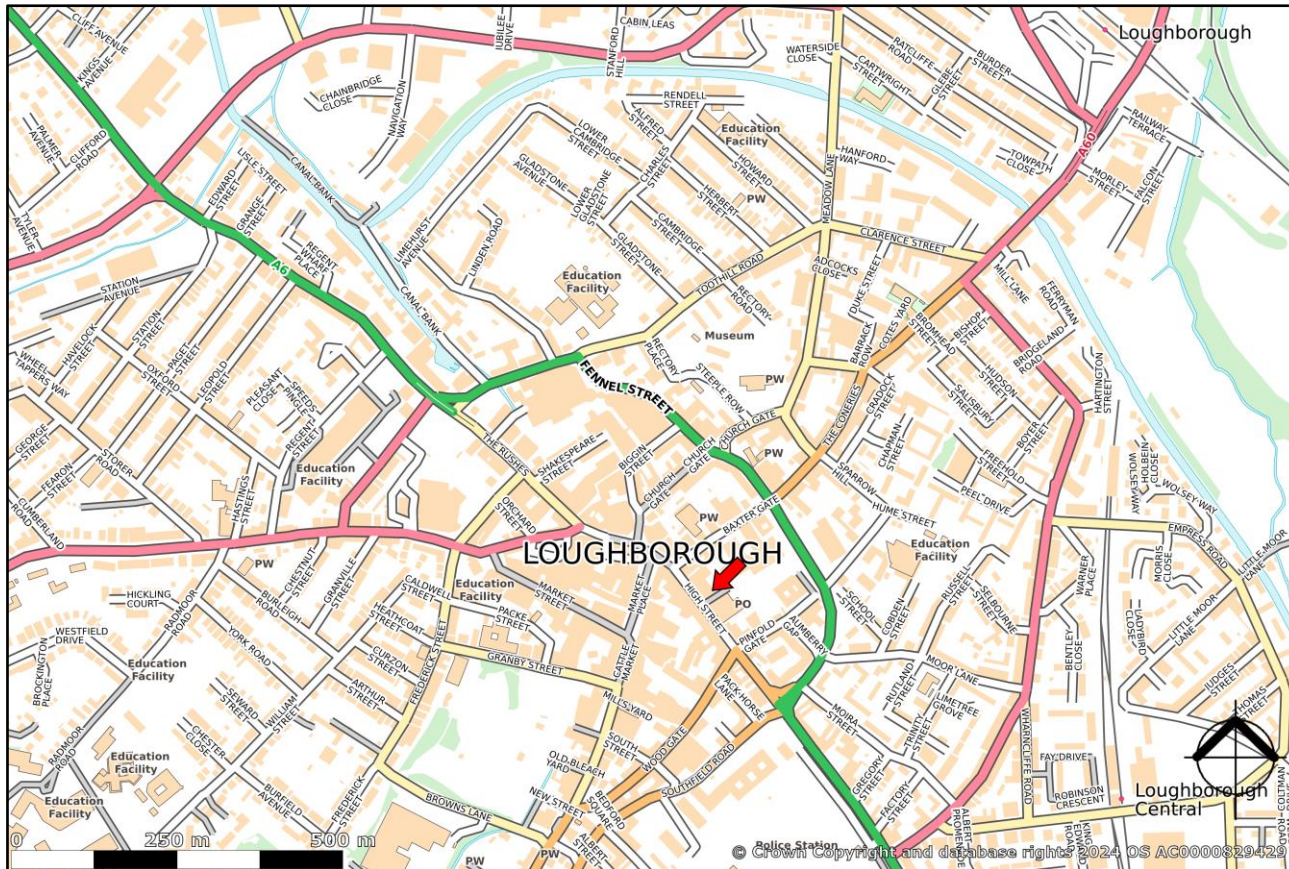 CLIFF AVENUE
KINGS AVENUE
PALMER AVENUE
CLIFFORD ROAD
TYLER AVENUE
CHAINBRIDGE CLOSE
NAVIGATION WAY
JUBILEE DRIVE
STANFORD HILL
CABIN LEAS
WATERSIDE CLOSE
CARTWRIGHT STREET
RATCLIFFE ROAD
GLEBE STREET
BURDER STREET
Loughborough
A60
RAILWAY TERRACE
TOWPATH CLOSE
MORLEY STREET
FALCON STREET
RENDELL STREET
Education Facility
ALFRED STREET
LOWER CAMBRIDGE STREET
CHARLES STREET
HOWARD STREET
HERBERT STREET
PW
HANFORD WAY
MEADOW LANE
GLADSTONE AVENUE
LOWER GLADSTONE STREET
CAMBRIDGE STREET
GLADSTONE STREET
LISLE STREET
EDWARD STREET
GRANGE STREET
CANAL BANK
REGENT WHARF PLACE
A6
LIMEHURST AVENUE
LINDEN ROAD
CANAL BANK
Education Facility
TOOTHILL ROAD
RECTORY ROAD
CLARENCE STREET
ADCOCKS CLOSE
DUKE STREET
MILL LANE
FERRYMAN ROAD
STATION AVENUE
STATION STREET
HAVELOCK STREET
WHEEL TAPPERS WAY
OXFORD STREET
PAGET STREET
LEOPOLD STREET
PLEASANT CLOSE
SPEEDS PINGLE
REGENT STREET
Museum
RECTORY PLACE
STEEPLE ROW
PW
FENNEL STREET
CHURCH GATE
BARRACK ROW
COTES YARD
BROMHEAD STREET
BISHOP STREET
BRIDGELAND ROAD
HUDSON STREET
SALISBURY STREET
HARTINGTON STREET
THE CONERIES
CRADOCK STREET
CHAPMAN STREET
BOYER STREET
FREEHOLD STREET
PEEL DRIVE
GEORGE STREET
FEARON STREET
STORER ROAD
CUMBERLAND ROAD
HASTINGS STREET
Education Facility
THE RUSHES
SHAKESPEARE STREET
BIGGIN STREET
CHURCH GATE
CHURCH GATE
PW
SPARROW HILL
HUME STREET
BAXTER GATE
PW
ORCHARD STREET
LOUGHBOROUGH
HOLBEIN CLOSE
WOLSEY WAY
WOLSEY WAY
EMPRESS ROAD
LITTLE MOOR LANE
Education Facility
PW
CHESTNUT STREET
GRANVILLE STREET
CALDWELL STREET
Education Facility
MARKET STREET
MARKET PLACE
HIGH STREET
PO
PACKE STREET
HICKLING COURT
RADMOOR ROAD
BURLEIGH ROAD
HEATHCOAT STREET
WESTFIELD DRIVE
BROCKINGTON PLACE
Education Facility
YORK ROAD
CURZON STREET
GRANBY STREET
FREDERICK STREET
CATTLE MARKET
PINFOLD GATE
AUMBERRY GAP
SCHOOL STREET
COBDEN STREET
RUSSELL STREET
SELBOURNE STREET
WARNER PLACE
BENTLEY CLOSE
MORRIS CLOSE
LADYBIRD CLOSE
LITTLE MOOR LANE
JUDGES STREET
THOMAS STREET
MOOR LANE
SEWARD STREET
WILLIAM STREET
ARTHUR STREET
MILLS YARD
PACK-HORSE LANE
RUTLAND STREET
LIMETREE GROVE
TRINITY STREET
MOIRA STREET
CHESTER CLOSE
RADMOOR ROAD
Education Facility
SOUTH STREET
WOOD GATE
SOUTHFIELD ROAD
OLD BLEACH YARD
WHARNCLIFFE ROAD
FAY DRIVE
ROBINSON CRESCENT
Loughborough Central
Education Facility
BURFIELD AVENUE
FREDERICK STREET
BROWNS LANE
NEW STREET
BEDFORD SQUARE
ALBERT STREET
GREGORY STREET
FACTORY STREET
PW
PW
Police Station
ALBERT PROMENADE
KING EDWARD ROAD
0 250 m 500 m
© Crown Copyright and database rights 2024 OS AC0000829429